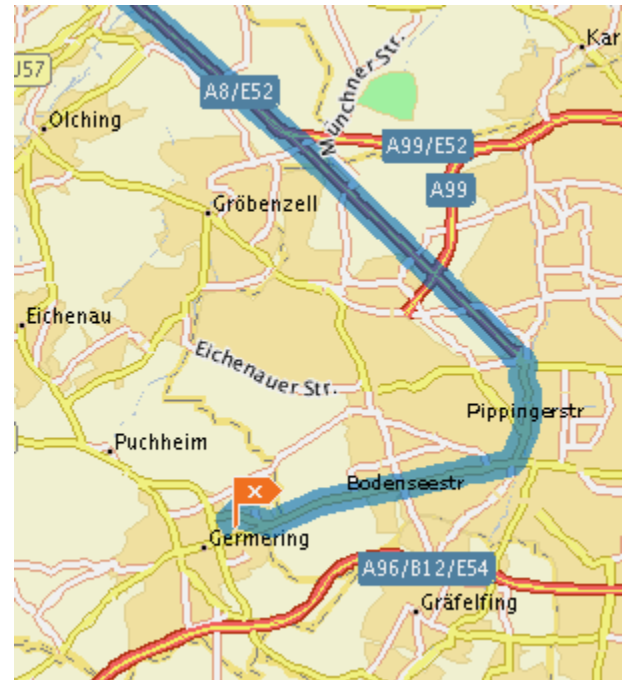 Kar
J57
A8/E52
Münchner Str.
Olching
A99/E52
A99
Gröbenzell
Eichenau
Eichenauer Str.
Pippingerstr
Puchheim
Bodenseestr
X
Germering
A96/B12/E54
Gräfelfing